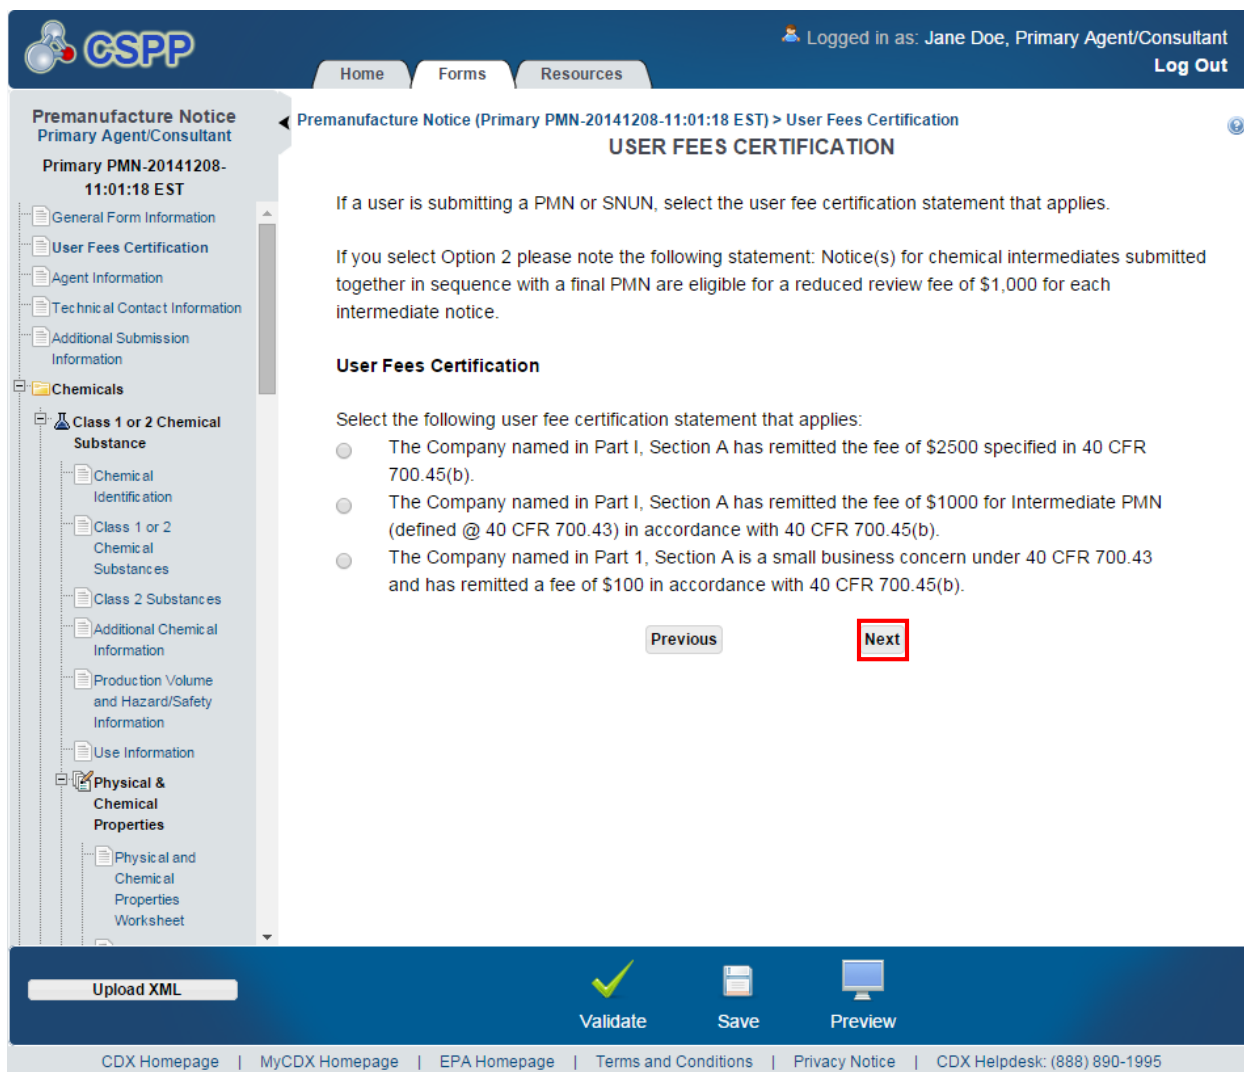 CSPP
Logged in as: Jane Doe, Primary Agent/Consultant
Log Out
Home
Forms
Resources
Premanufacture Notice
Primary Agent/Consultant
Primary PMN-20141208-
11:01:18 EST
General Form Information
User Fees Certification
Agent Information
Technical Contact Information
Additional Submission
Information
Chemicals
Class 1 or 2 Chemical
Substance
Chemical
Identification
Class 1 or 2
Chemical
Substances
Class 2 Substances
Additional Chemical
Information
Production Volume
and Hazard/Safety
Information
Use Information
Physical &
Chemical
Properties
Physical and
Chemical
Properties
Worksheet
Premanufacture Notice (Primary PMN-20141208-11:01:18 EST) > User Fees Certification
USER FEES CERTIFICATION
If a user is submitting a PMN or SNUN, select the user fee certification statement that applies.
If you select Option 2 please note the following statement: Notice(s) for chemical intermediates submitted
together in sequence with a final PMN are eligible for a reduced review fee of $1,000 for each
intermediate notice.
User Fees Certification
Select the following user fee certification statement that applies:
The Company named in Part I, Section A has remitted the fee of $2500 specified in 40 CFR
700.45(b).
The Company named in Part I, Section A has remitted the fee of $1000 for Intermediate PMN
(defined @ 40 CFR 700.43) in accordance with 40 CFR 700.45(b).
The Company named in Part 1, Section A is a small business concern under 40 CFR 700.43
and has remitted a fee of $100 in accordance with 40 CFR 700.45(b).
Previous
Next
Upload XML
Validate
Save
Preview
CDX Homepage | MyCDX Homepage | EPA Homepage | Terms and Conditions | Privacy Notice | CDX Helpdesk: (888) 890-1995